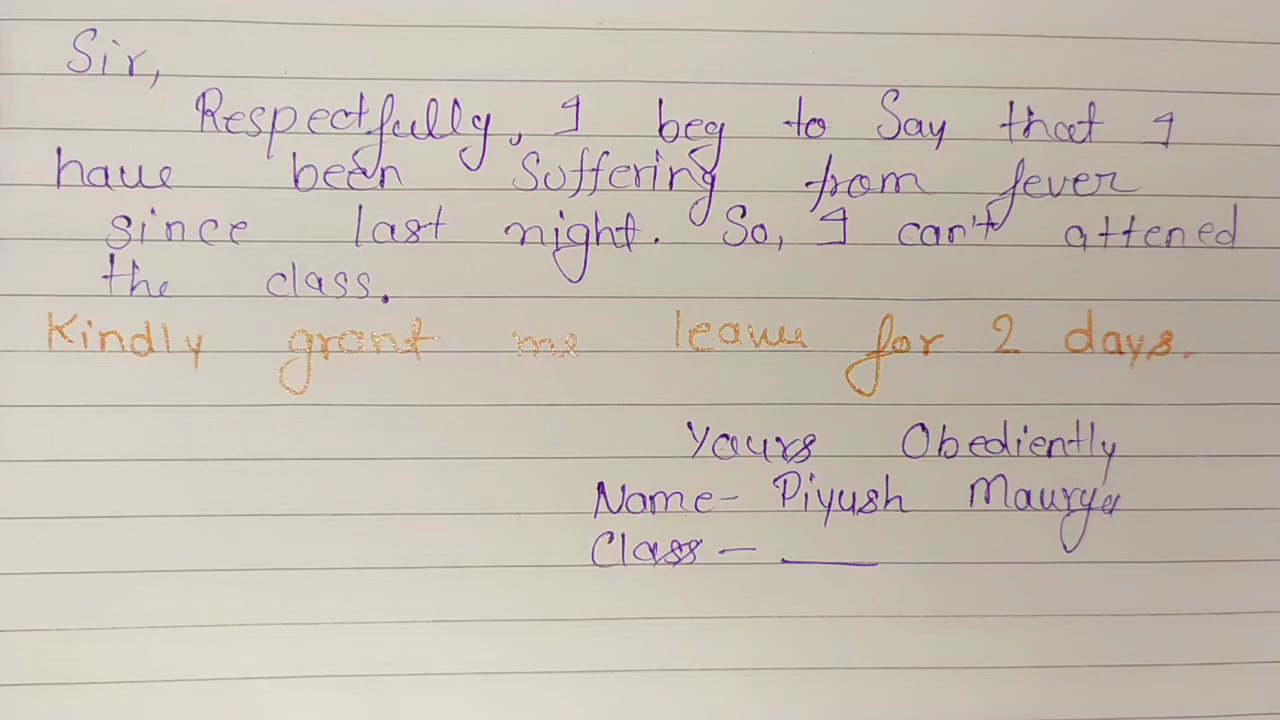 Sir,
Respectfully, I beg to Say that I
have been Suffering from fever
since last night. So, I can't attened
the class.
Kindly grant me leave for 2 days.
Yours Obediently
Name- Piyush Maurya
Class - ____